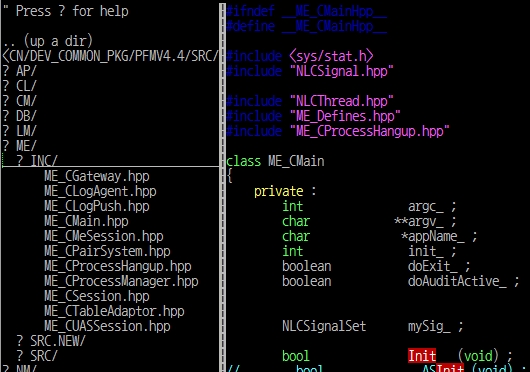 " Press ? for help
.. (up a dir)
<CN/DEV_COMMON_PKG/PFMV4.4/SRC/
? AP/
? CL/
? CM/
? DB/
? LM/
? ME/
? INC/
ME_CGateway.hpp
ME_CLogAgent.hpp
ME_CLogPush.hpp
ME_CMain.hpp
ME_CMeSession.hpp
ME_CPairSystem.hpp
ME_CProcessHangup.hpp
ME_CProcessManager.hpp
ME_CSession.hpp
ME_CTableAdaptor.hpp
ME_CUASSession.hpp
? SRC.NEW/
? SRC/
? NM/
#ifndef __ME_CMainHpp__
#define __ME_CMainHpp__
#include <sys/stat.h>
#include "NLCSignal.hpp"
#include "NLCThread.hpp"
#include "ME_Defines.hpp"
#include "ME_CProcessHangup.hpp"
class ME_CMain
{
private :
int argc_ ;
char **argv_ ;
char *appName_ ;
int init_ ;
boolean doExit_ ;
boolean doAuditActive_ ;
NLCSignalSet mySig_ ;
bool Init (void) ;
// bool ASInit (void) ;